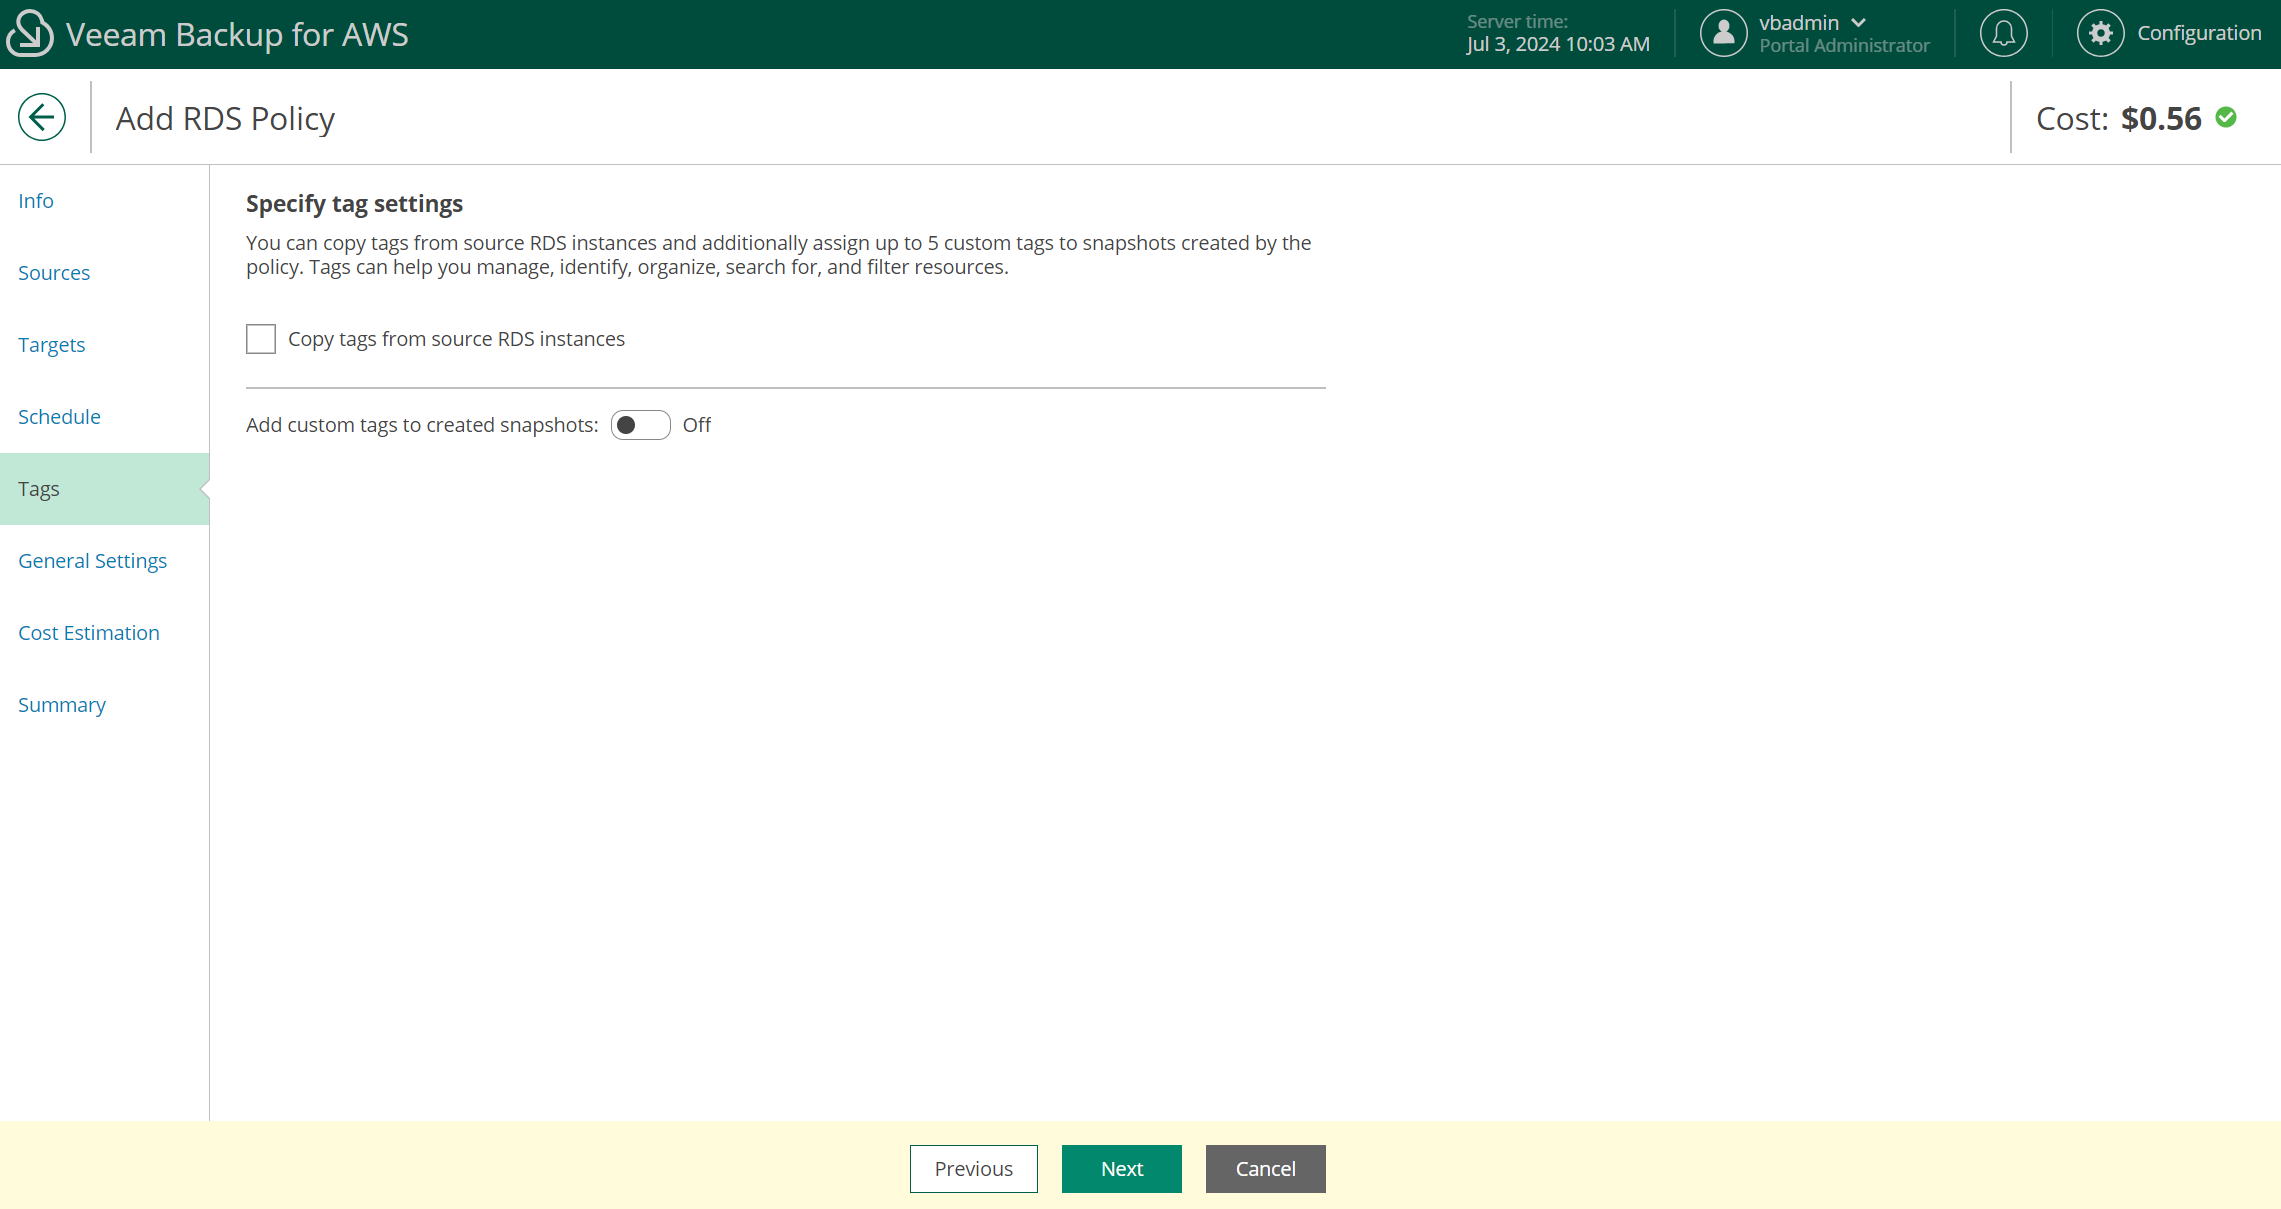 Veeam Backup for AWS
Server time:
Jul 3, 2024 10:03 AM
vbadmin
Portal Administrator
Configuration
Add RDS Policy
Cost: $0.56
Info
Sources
Targets
Schedule
Tags
General Settings
Cost Estimation
Summary
Specify tag settings
You can copy tags from source RDS instances and additionally assign up to 5 custom tags to snapshots created by the
policy. Tags can help you manage, identify, organize, search for, and filter resources.
Copy tags from source RDS instances
Add custom tags to created snapshots: Off
Previous
Next
Cancel